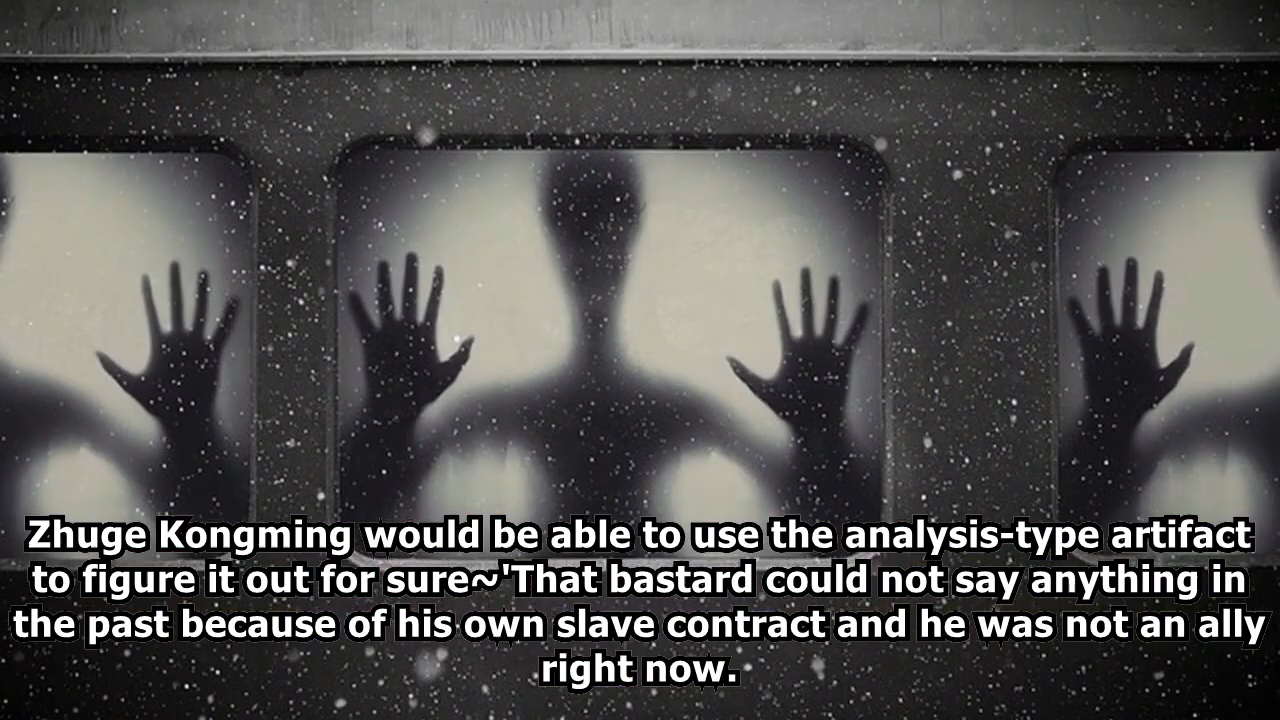 Zhuge Kongming would be able to use the analysis-type artifact
to figure it out for sure~'That bastard could not say anything in
the past because of his own slave contract and he was not an ally
right now.